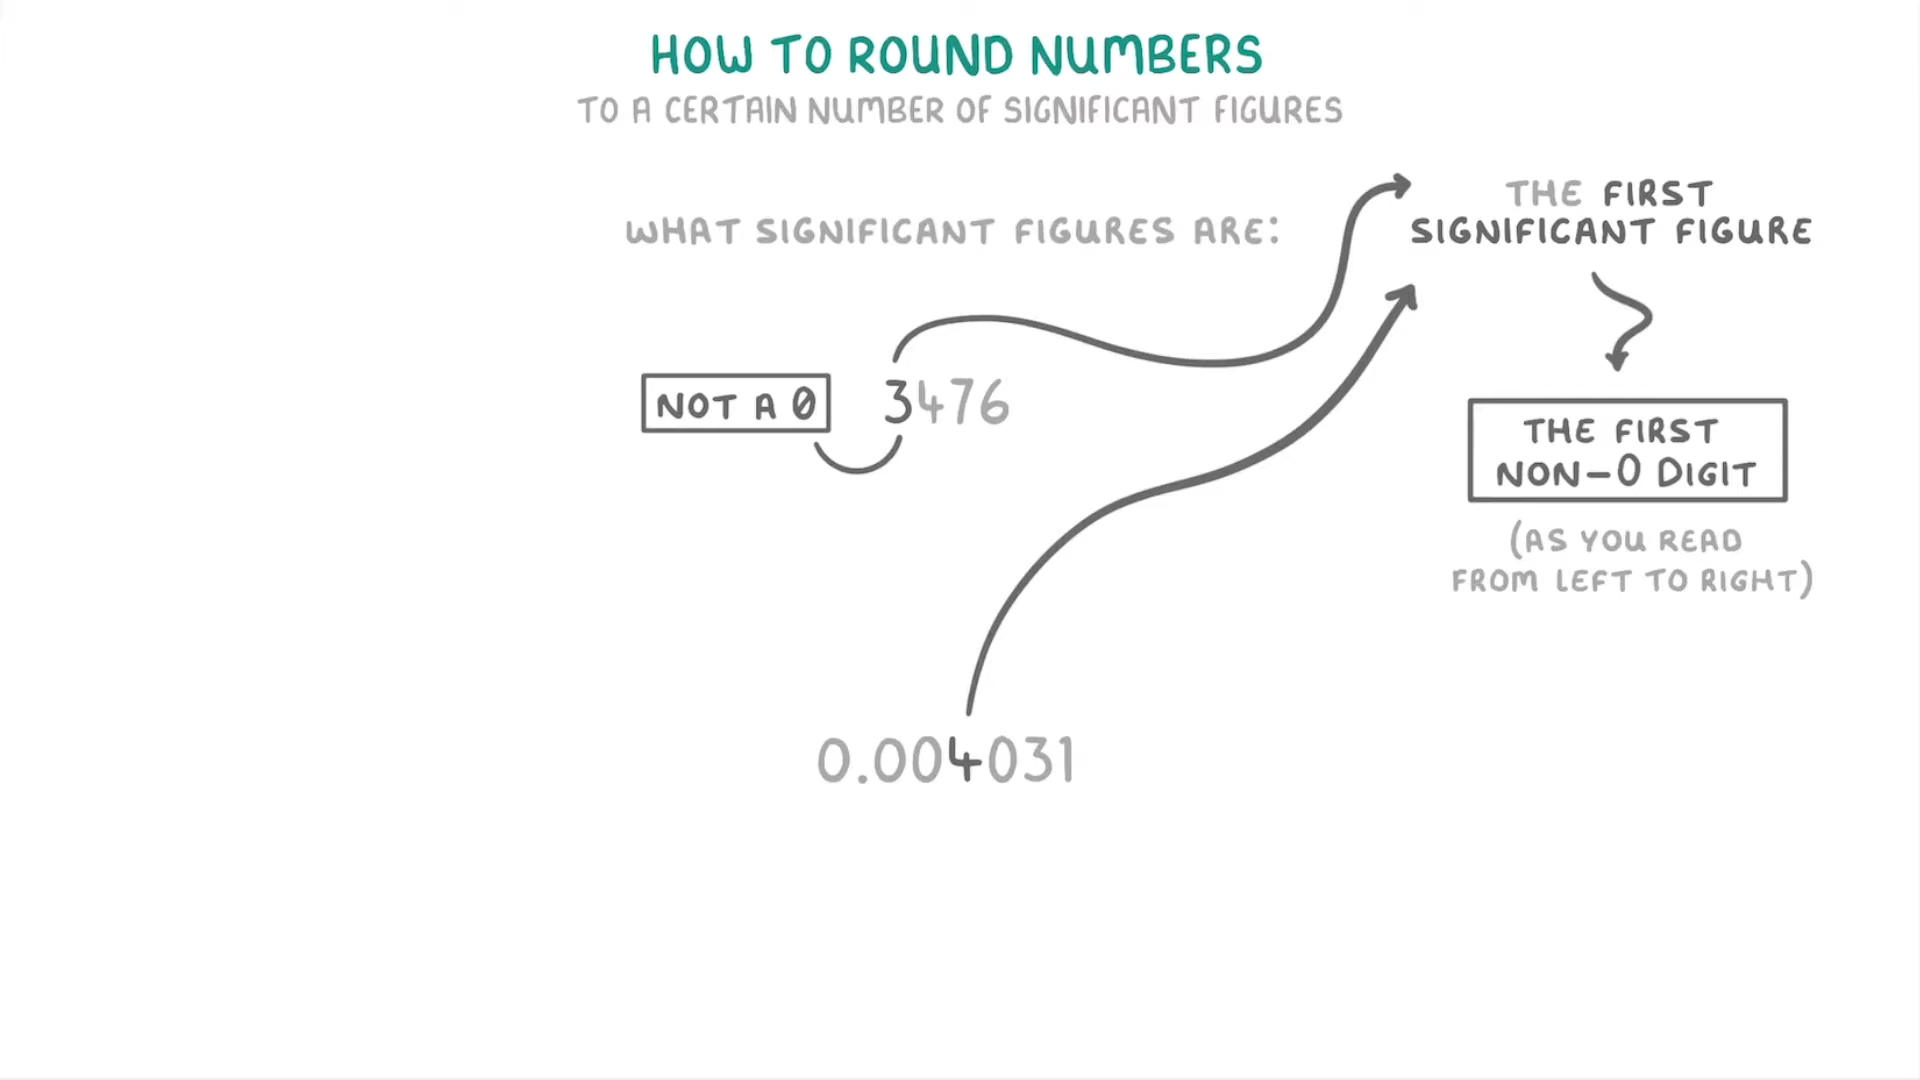 HOW TO ROUND NUMBERS
TO A CERTAIN NUMBER OF SIGNIFICANT FIGURES
WHAT SIGNIFICANT FIGURES ARE:
THE FIRST
SIGNIFICANT FIGURE
NOT A 0
3476
THE FIRST
NON-0 DIGIT
(AS YOU READ
FROM LEFT TO RIGHT)
0.004031